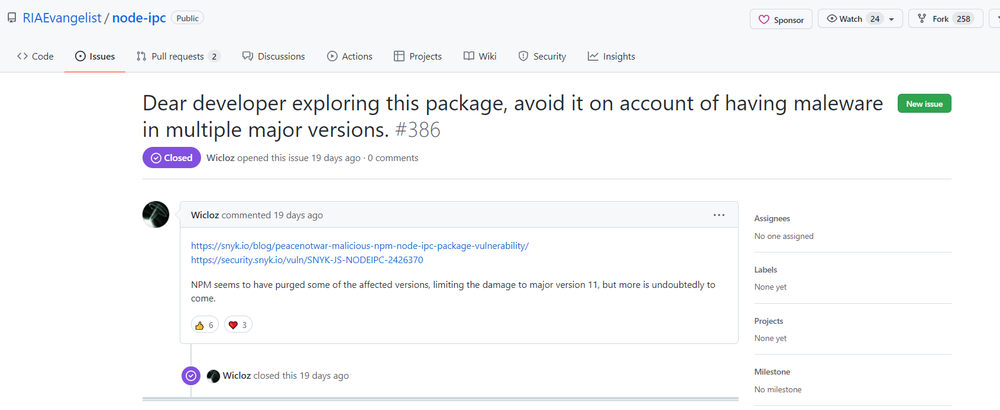 RIAEvangelist / node-ipc Public
Sponsor
Watch 24
Fork 258
Code
Issues
Pull requests 2
Discussions
Actions
Projects
Wiki
Security
Insights
Dear developer exploring this package, avoid it on account of having maleware
in multiple major versions. #386
New issue
Closed
Wicloz opened this issue 19 days ago · 0 comments
Wicloz commented 19 days ago
https://snyk.io/blog/peacenotwar-malicious-npm-node-ipc-package-vulnerability/
https://security.snyk.io/vuln/SNYK-JS-NODEIPC-2426370
NPM seems to have purged some of the affected versions, limiting the damage to major version 11, but more is undoubtedly to
come.
6
3
Wicloz closed this 19 days ago
Assignees
No one assigned
Labels
None yet
Projects
None yet
Milestone
No milestone